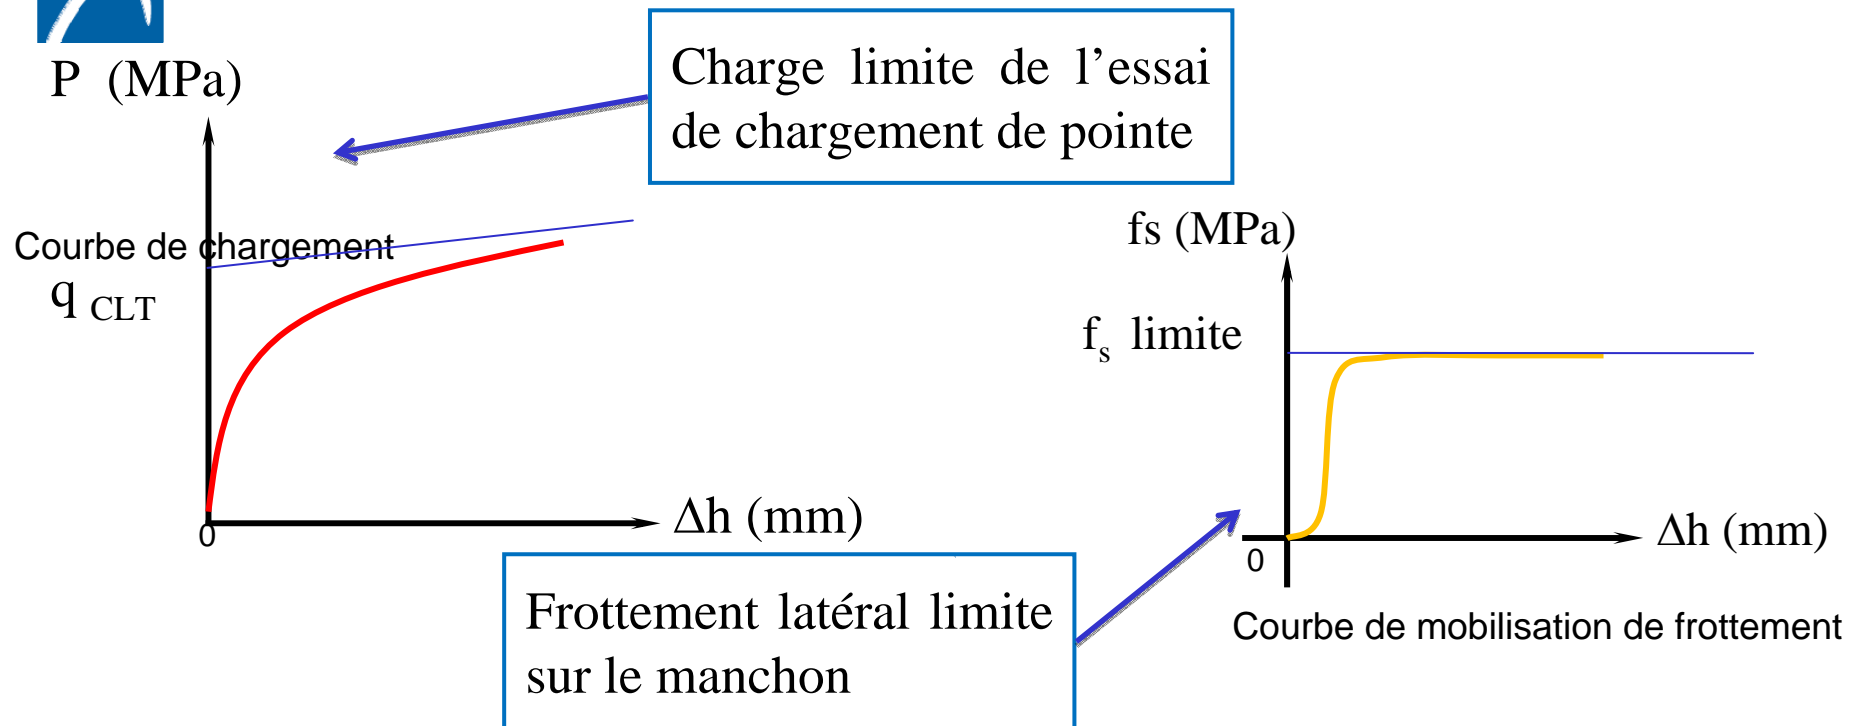 P (MPa)
Charge limite de l’essai
de chargement de pointe
Courbe de chargement
q CLT
0
Δh (mm)
fs (MPa)
fs limite
0
Δh (mm)
Courbe de mobilisation de frottement
Frottement latéral limite
sur le manchon